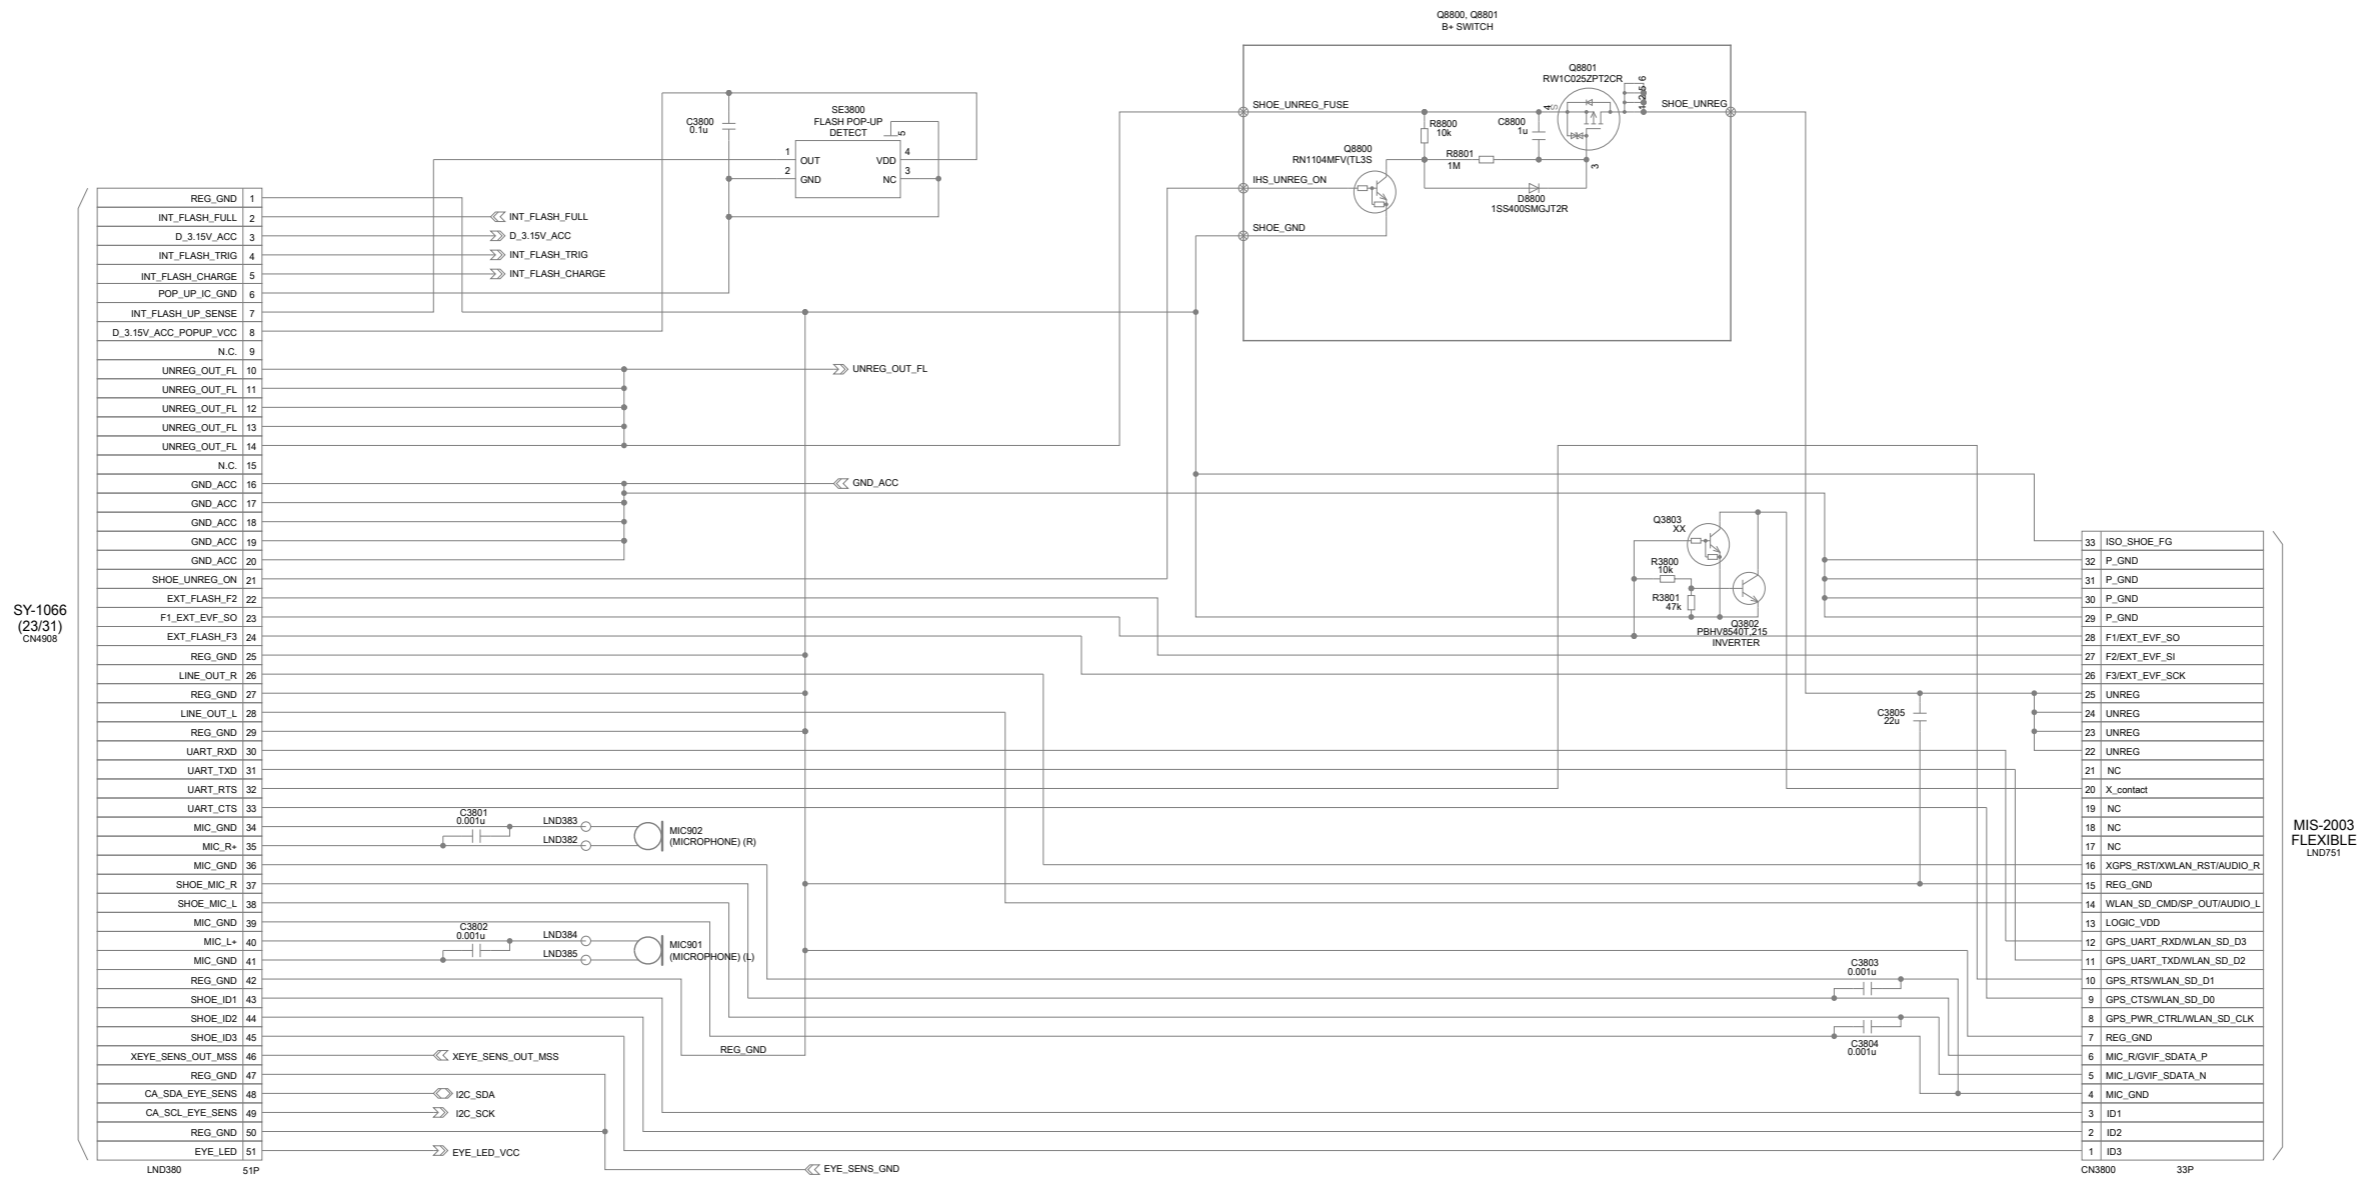 Q8800, Q8801
B+ SWITCH
Q8801
RW1C025ZPT2CR
4
S
1 2 5 6
3
SHOE_UNREG_FUSE
SHOE_UNREG
R8800
10k
C8800
1u
Q8800
RN1104MFV(TL3S
R8801
1M
IHS_UNREG_ON
D8800
1SS400SMGJT2R
SHOE_GND
C3800
0.1u
SE3800
FLASH POP-UP
DETECT
5
1 OUT VDD 4
2 GND NC 3
SY-1066
(23/31)
CN4908
REG_GND 1
INT_FLASH_FULL 2 INT_FLASH_FULL
D_3.15V_ACC 3 D_3.15V_ACC
INT_FLASH_TRIG 4 INT_FLASH_TRIG
INT_FLASH_CHARGE 5 INT_FLASH_CHARGE
POP_UP_IC_GND 6
INT_FLASH_UP_SENSE 7
D_3.15V_ACC_POPUP_VCC 8
N.C. 9
UNREG_OUT_FL 10 UNREG_OUT_FL
UNREG_OUT_FL 11
UNREG_OUT_FL 12
UNREG_OUT_FL 13
UNREG_OUT_FL 14
N.C. 15
GND_ACC 16 GND_ACC
GND_ACC 17
GND_ACC 18
GND_ACC 19
GND_ACC 20
SHOE_UNREG_ON 21
EXT_FLASH_F2 22
F1_EXT_EVF_SO 23
EXT_FLASH_F3 24
REG_GND 25
LINE_OUT_R 26
REG_GND 27
LINE_OUT_L 28
REG_GND 29
UART_RXD 30
UART_TXD 31
UART_RTS 32
UART_CTS 33
MIC_GND 34
MIC_R+ 35
MIC_GND 36
SHOE_MIC_R 37
SHOE_MIC_L 38
MIC_GND 39
MIC_L+ 40
MIC_GND 41
REG_GND 42
SHOE_ID1 43
SHOE_ID2 44
SHOE_ID3 45
XEYE_SENS_OUT_MSS 46 XEYE_SENS_OUT_MSS
REG_GND 47
CA_SDA_EYE_SENS 48 I2C_SDA
CA_SCL_EYE_SENS 49 I2C_SCK
REG_GND 50
EYE_LED 51 EYE_LED_VCC
LND380 51P
EYE_SENS_GND
C3801
0.001u
LND383
LND382
MIC902
(MICROPHONE) (R)
C3802
0.001u
LND384
LND385
MIC901
(MICROPHONE) (L)
REG_GND
Q3803
XX
R3800
10k
R3801
47k
Q3802
PBHV8540T,215
INVERTER
C3805
22u
C3803
0.001u
C3804
0.001u
33 ISO_SHOE_FG
32 P_GND
31 P_GND
30 P_GND
29 P_GND
28 F1/EXT_EVF_SO
27 F2/EXT_EVF_SI
26 F3/EXT_EVF_SCK
25 UNREG
24 UNREG
23 UNREG
22 UNREG
21 NC
20 X_contact
19 NC
18 NC
17 NC
16 XGPS_RST/XWLAN_RST/AUDIO_R
15 REG_GND
14 WLAN_SD_CMD/SP_OUT/AUDIO_L
13 LOGIC_VDD
12 GPS_UART_RXD/WLAN_SD_D3
11 GPS_UART_TXD/WLAN_SD_D2
10 GPS_RTS/WLAN_SD_D1
9 GPS_CTS/WLAN_SD_D0
8 GPS_PWR_CTRL/WLAN_SD_CLK
7 REG_GND
6 MIC_R/GVIF_SDATA_P
5 MIC_L/GVIF_SDATA_N
4 MIC_GND
3 ID1
2 ID2
1 ID3
CN3800 33P
MIS-2003
FLEXIBLE
LND751